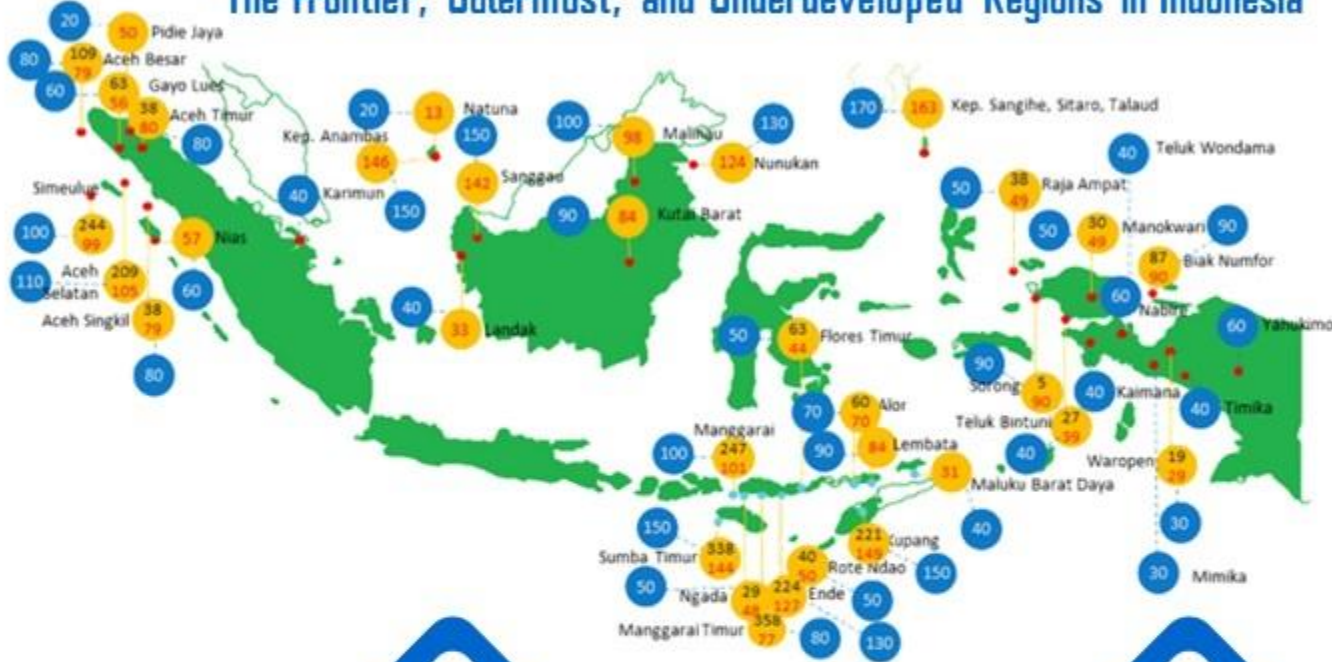 The Frontier, Outermost, and Underdeveloped Regions in Indonesia
20
50 Pidie Jaya
80
109
79
Aceh Besar
60
63
56
Gayo Lues
38
80
Aceh Timur
80
Simeulue
100
244
99
57 Nias
110
Aceh
Selatan
209
105
60
Aceh Singkil
38
79
80
20
13
Natuna
Kep. Anambas
146
150
150
142
Sanggau
40
Karimun
100
98
Malinau
130
124
Nunukan
90
84
Kutai Barat
40
33
Landak
170
163
Kep. Sangihe, Sitaro, Talaud
40
Teluk Wondama
50
38
49
Raja Ampat
50
30
49
Manokwari
90
87
90
Biak Numfor
60
Nabire
60
Yahukimo
50
63
44
Flores Timur
90
Sorong
5
90
40
Kaimana
40
Timika
Teluk Bintuni
27
39
40
Waropen
19
29
30
30
Mimika
70
60
70
Alor
90
84
Lembata
31
Maluku Barat Daya
40
Manggarai
100
247
101
150
Sumba Timur
338
144
221
149
Kupang
150
40
50
Rote Ndao
50
50
Ngada
29
48
224
127
Ende
130
Manggarai Timur
358
77
80